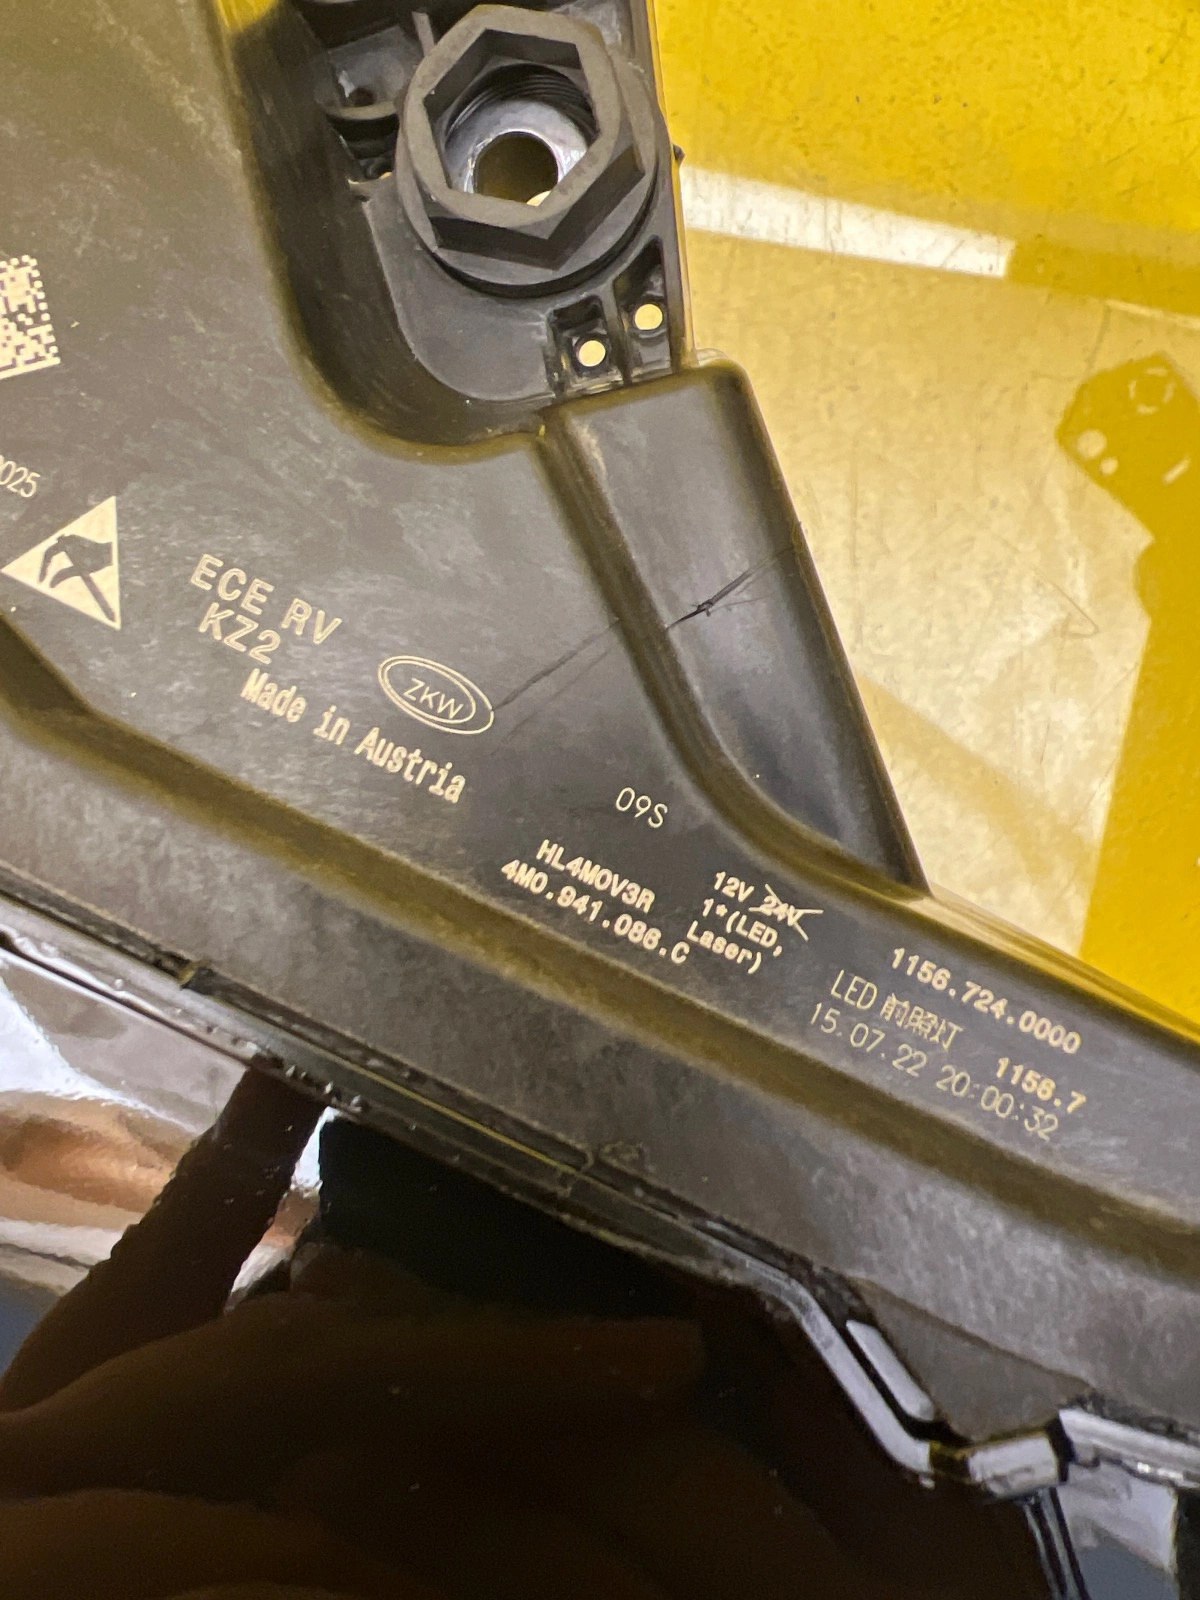 025
ECE RV
KZ2
ZKW
Made in Austria
09S
HL4MOV3R
4M0.941.086.C
12V 24V
1*(LED,
Laser)
1156.724.0000
LED 前照灯
1156.7
15.07.22 20:00:32